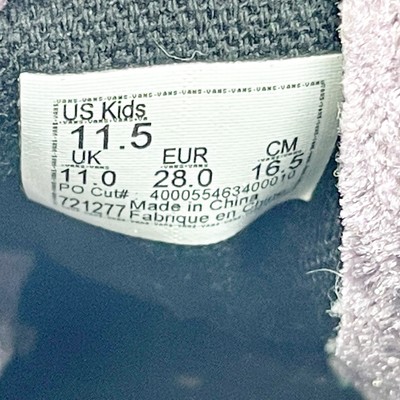 US Kids
11.5
UK EUR CM
11.0 28.0 16.5
PO Cut# 400055463400010
721277 Made in China
Fabrique en Chine